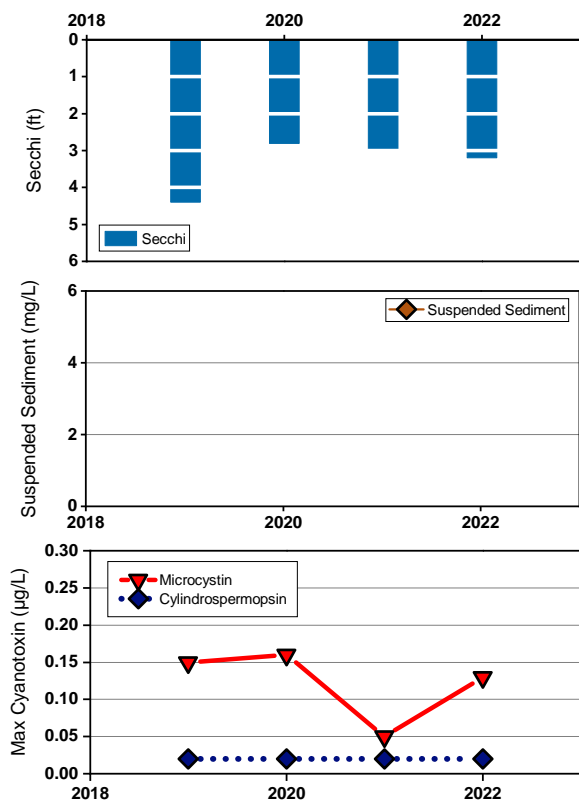 2018 2020 2022
0
1
2
3
4
5
6
Secchi (ft)
Secchi
6
4
2
0
Suspended Sediment (mg/L)
Suspended Sediment
2018 2020 2022
0.30
0.25
0.20
0.15
0.10
0.05
0.00
Max Cyanotoxin (µg/L)
Microcystin
Cylindrospermopsin
2018 2020 2022